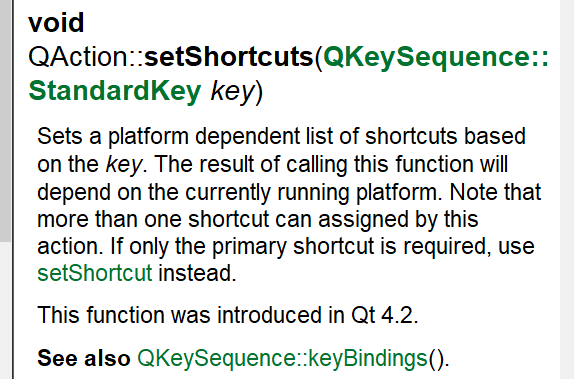 void
QAction::setShortcuts(QKeySequence::
StandardKey key)
Sets a platform dependent list of shortcuts based
on the key. The result of calling this function will
depend on the currently running platform. Note that
more than one shortcut can assigned by this
action. If only the primary shortcut is required, use
setShortcut instead.
This function was introduced in Qt 4.2.
See also QKeySequence::keyBindings().